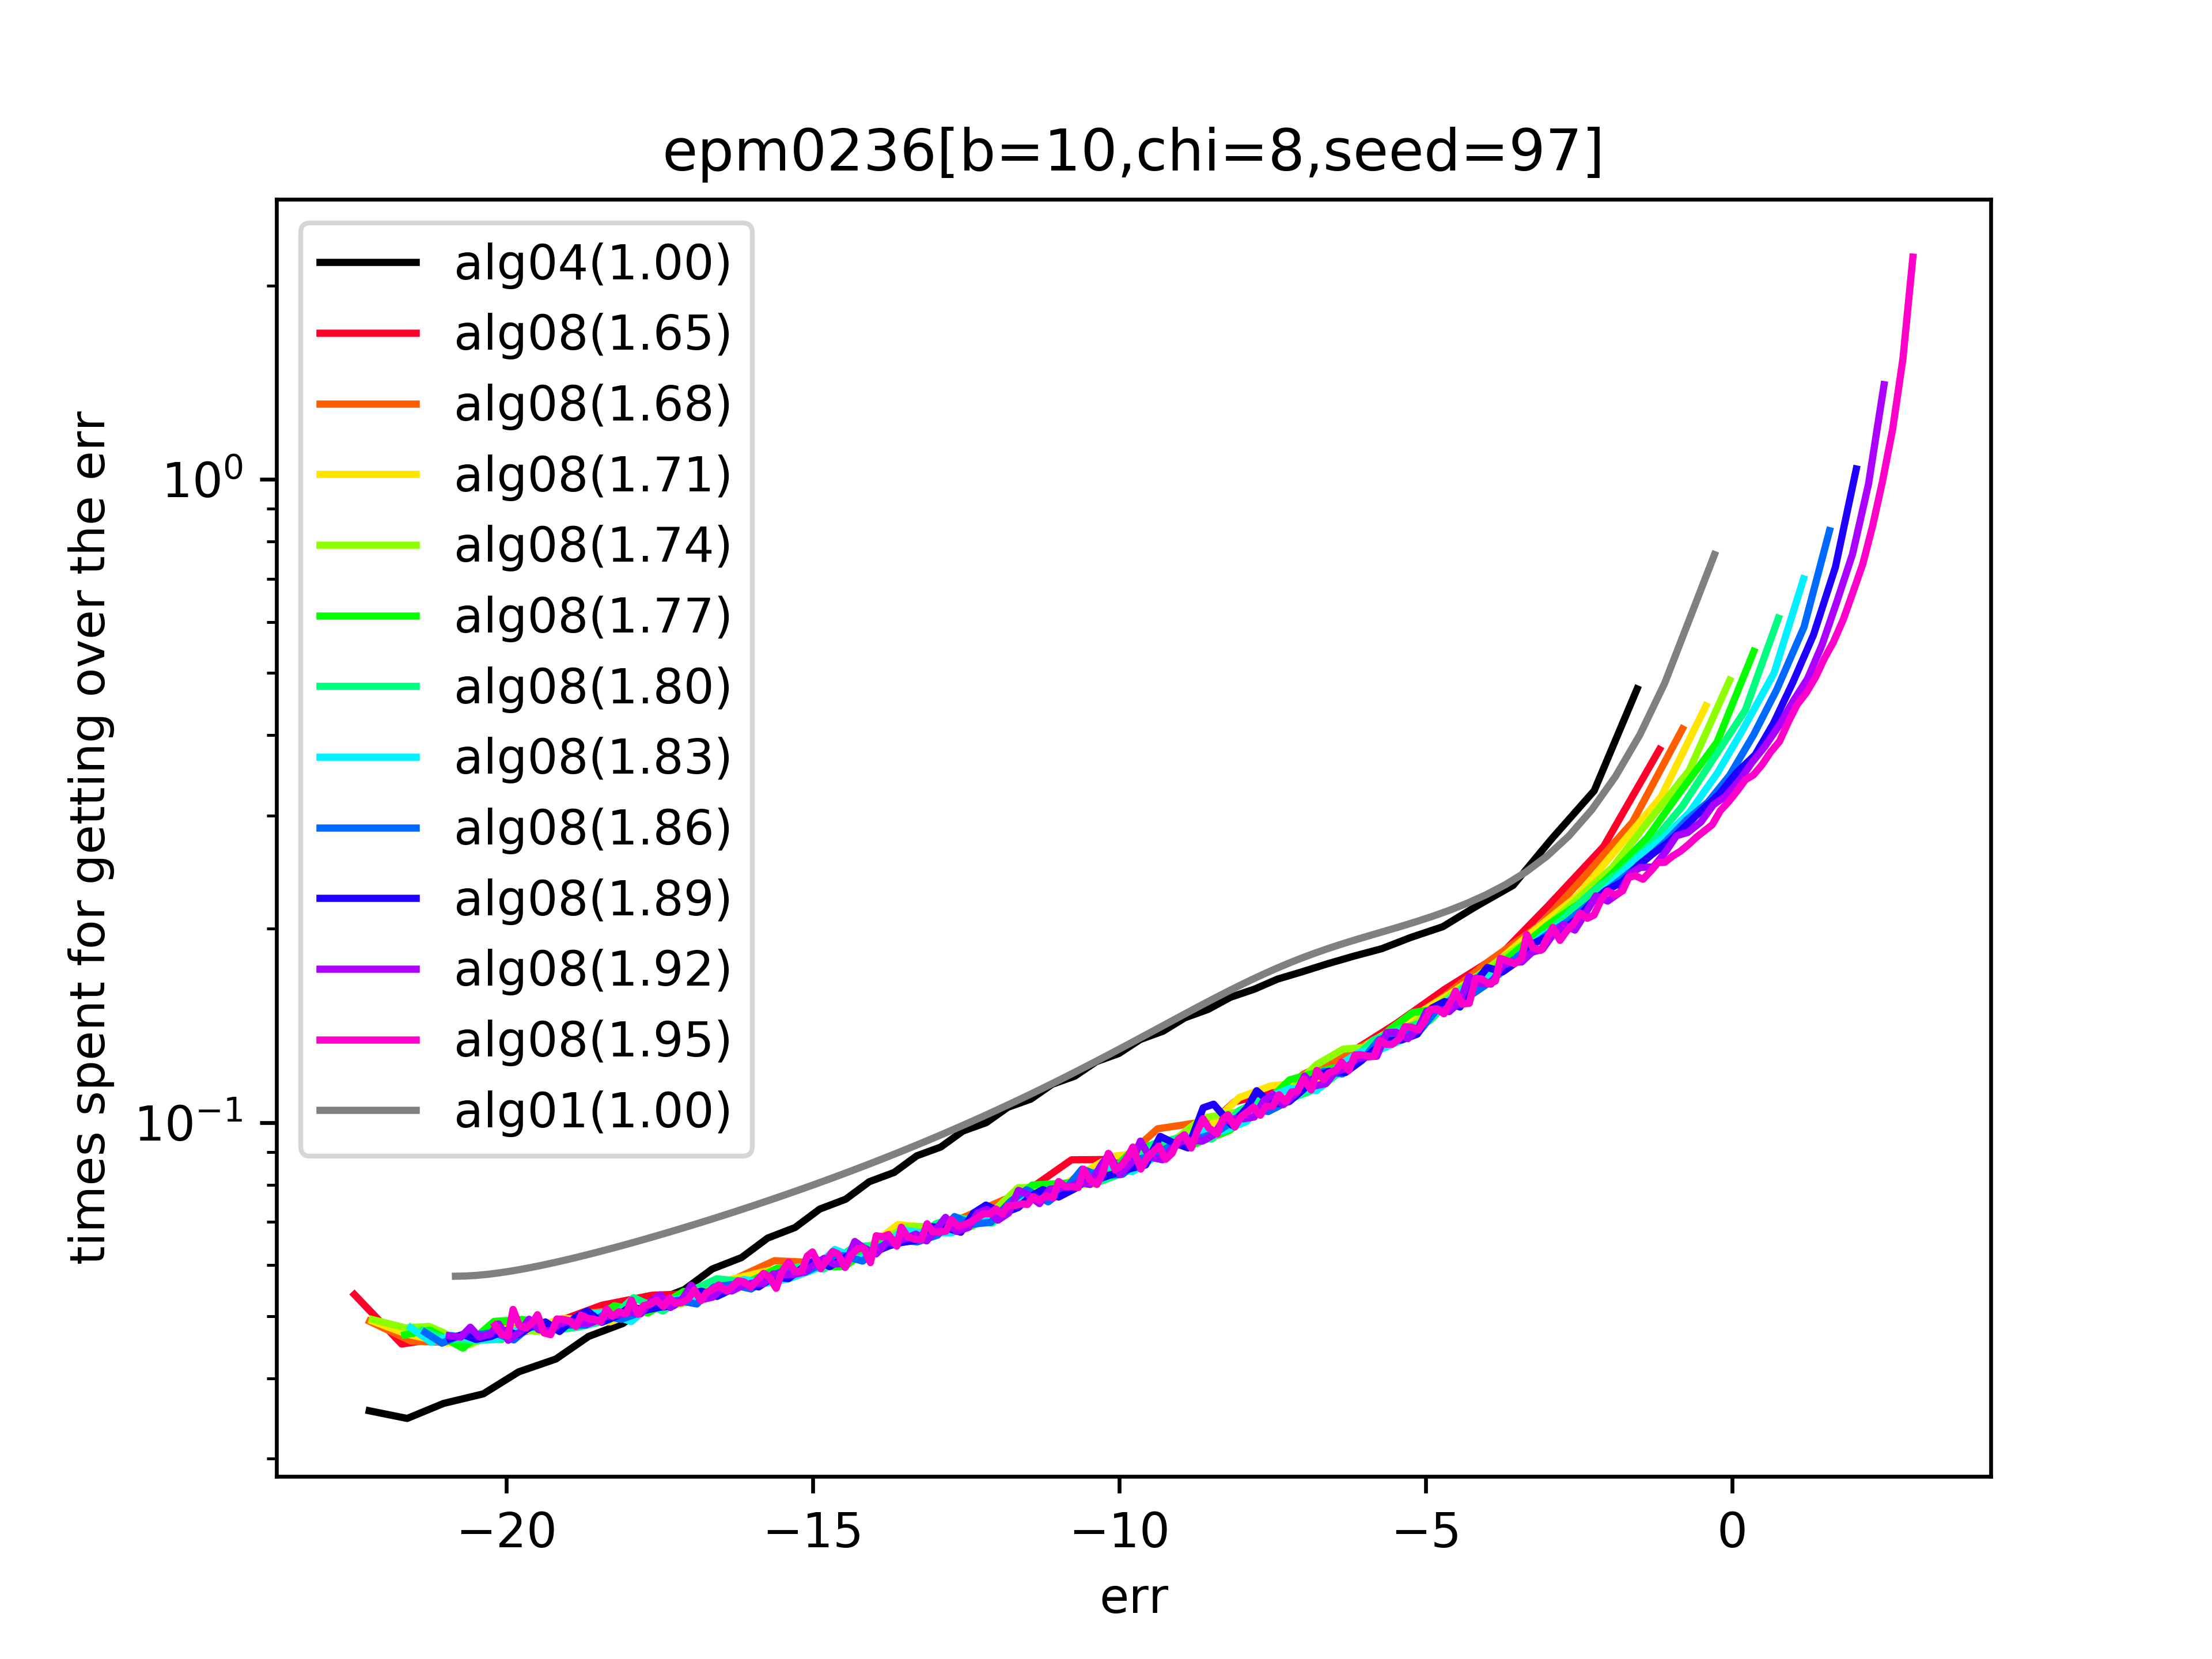 epm0236[b=10,chi=8,seed=97]
times spent for getting over the err
10⁰
10⁻¹
alg04(1.00)
alg08(1.65)
alg08(1.68)
alg08(1.71)
alg08(1.74)
alg08(1.77)
alg08(1.80)
alg08(1.83)
alg08(1.86)
alg08(1.89)
alg08(1.92)
alg08(1.95)
alg01(1.00)
−20 −15 −10 −5 0
err